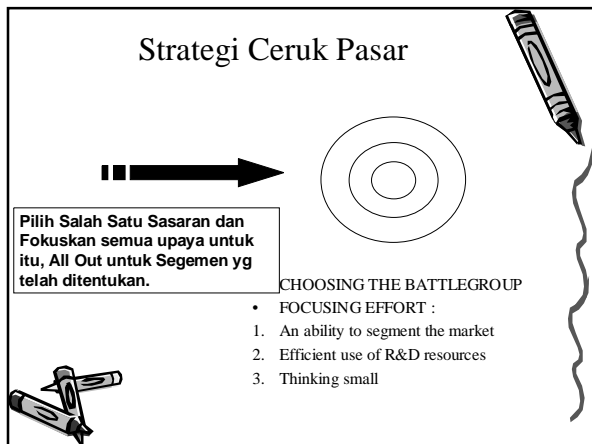 Strategi Ceruk Pasar
Pilih Salah Satu Sasaran dan
Fokuskan semua upaya untuk
itu, All Out untuk Segemen yg
telah ditentukan.
CHOOSING THE BATTLEGROUP
• FOCUSING EFFORT :
1. An ability to segment the market
2. Efficient use of R&D resources
3. Thinking small